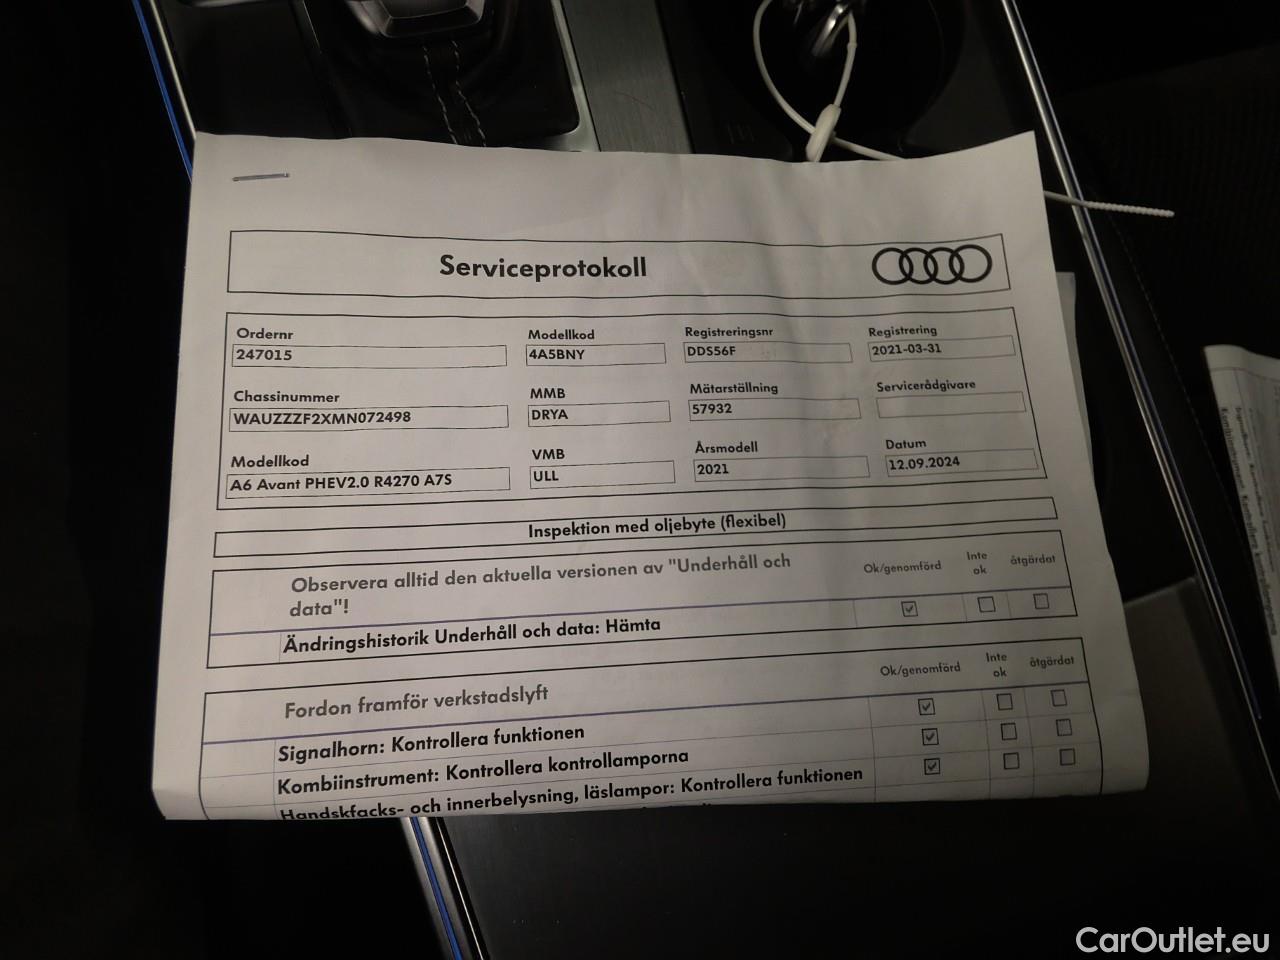 Serviceprotokoll
Ordernr Modellkod Registreringsnr Registrering
247015 4A5BNY DDS56F 2021-03-31
Chassinummer MMB Mätarställning Servicerådgivare
WAUZZZF2XMN072498 DRYA 57932
Modellkod VMB Årsmodell Datum
A6 Avant PHEV2.0 R4270 A7S ULL 2021 12.09.2024
Inspektion med oljebyte (flexibel)
Observera alltid den aktuella versionen av "Underhåll och
data"!
Ok/genomförd Inte
ok åtgärdat
Ändringshistorik Underhåll och data: Hämta
Fordon framför verkstadslyft Ok/genomförd Inte
ok åtgärdat
Signalhorn: Kontrollera funktionen
Kombiinstrument: Kontrollera kontrollamporna
Handskfacks- och innerbelysning, läslampor: Kontrollera funktionen
CarOutlet.eu